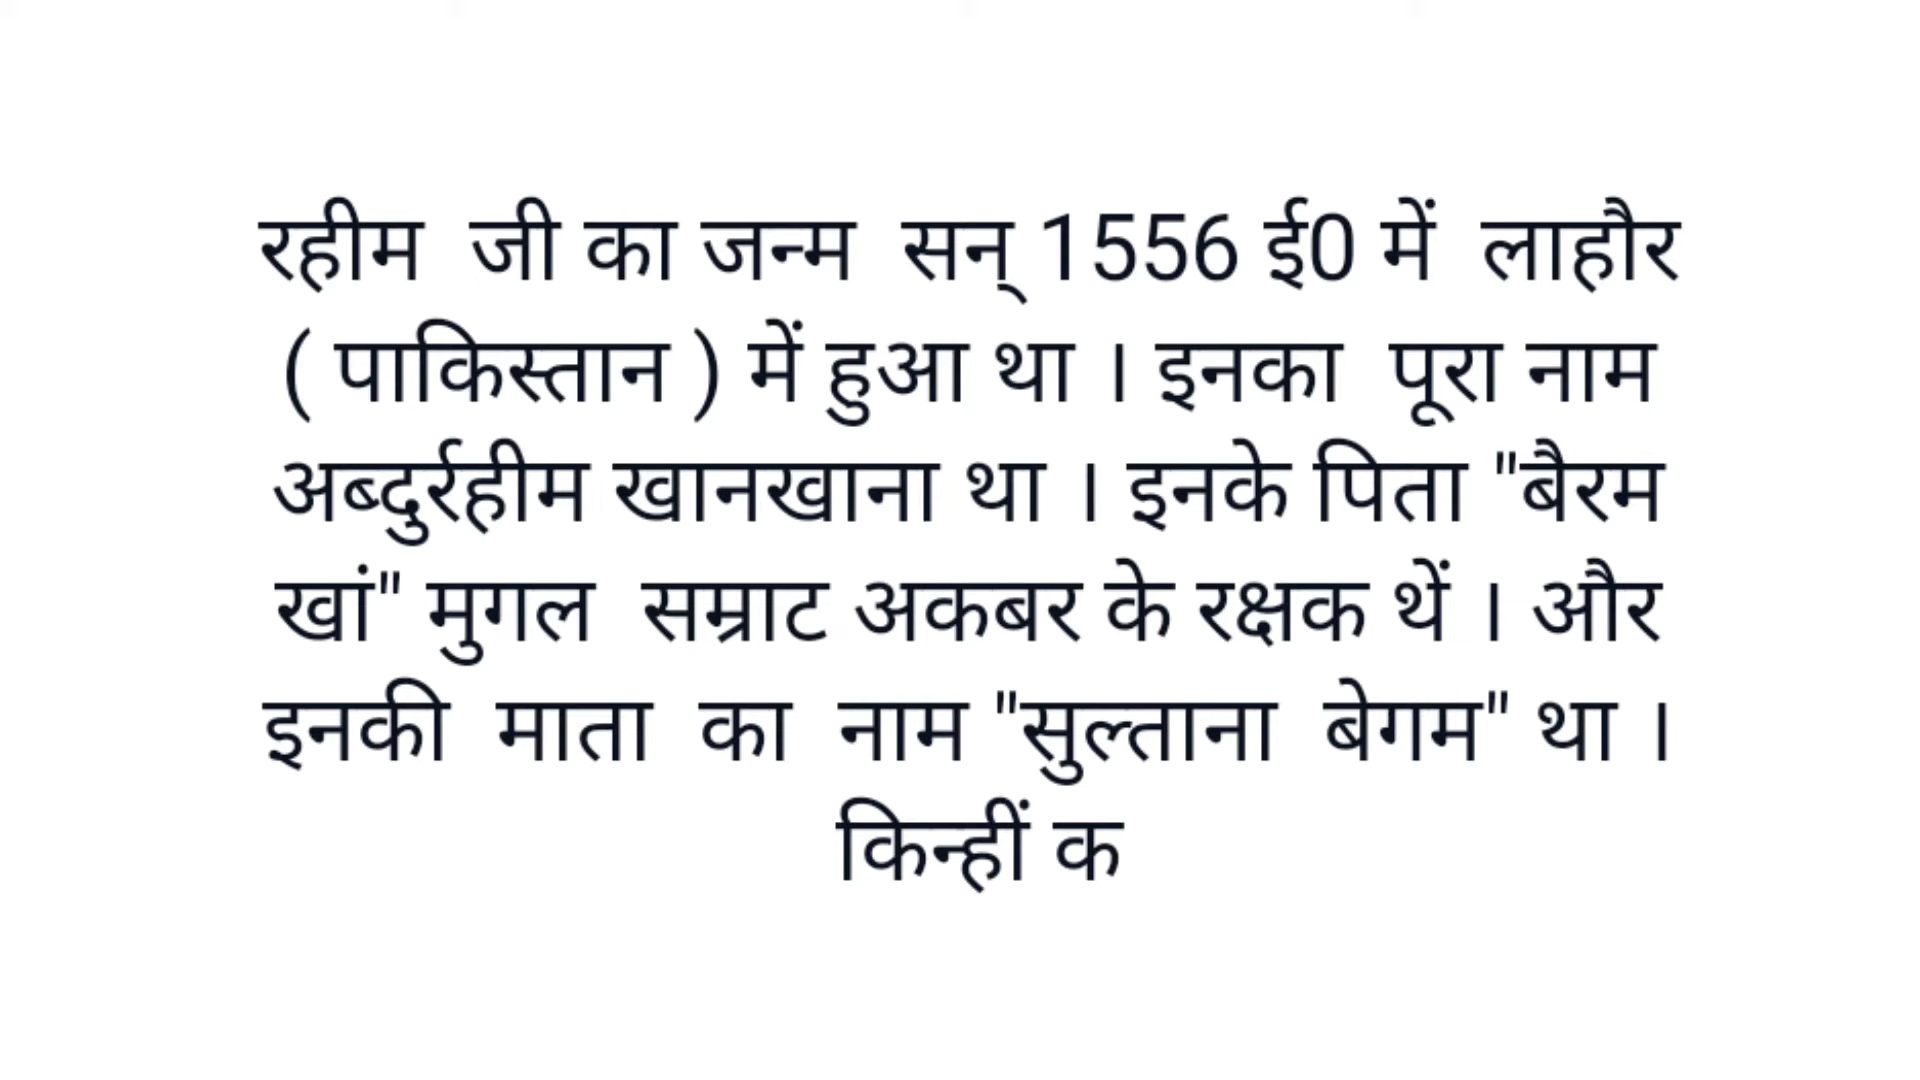 रहीम जी का जन्म सन् 1556 ई0 में लाहौर
( पाकिस्तान ) में हुआ था । इनका पूरा नाम
अब्दुर्रहीम खानखाना था । इनके पिता "बैरम
खां" मुगल सम्राट अकबर के रक्षक थें । और
इनकी माता का नाम "सुल्ताना बेगम" था ।
किन्हीं क